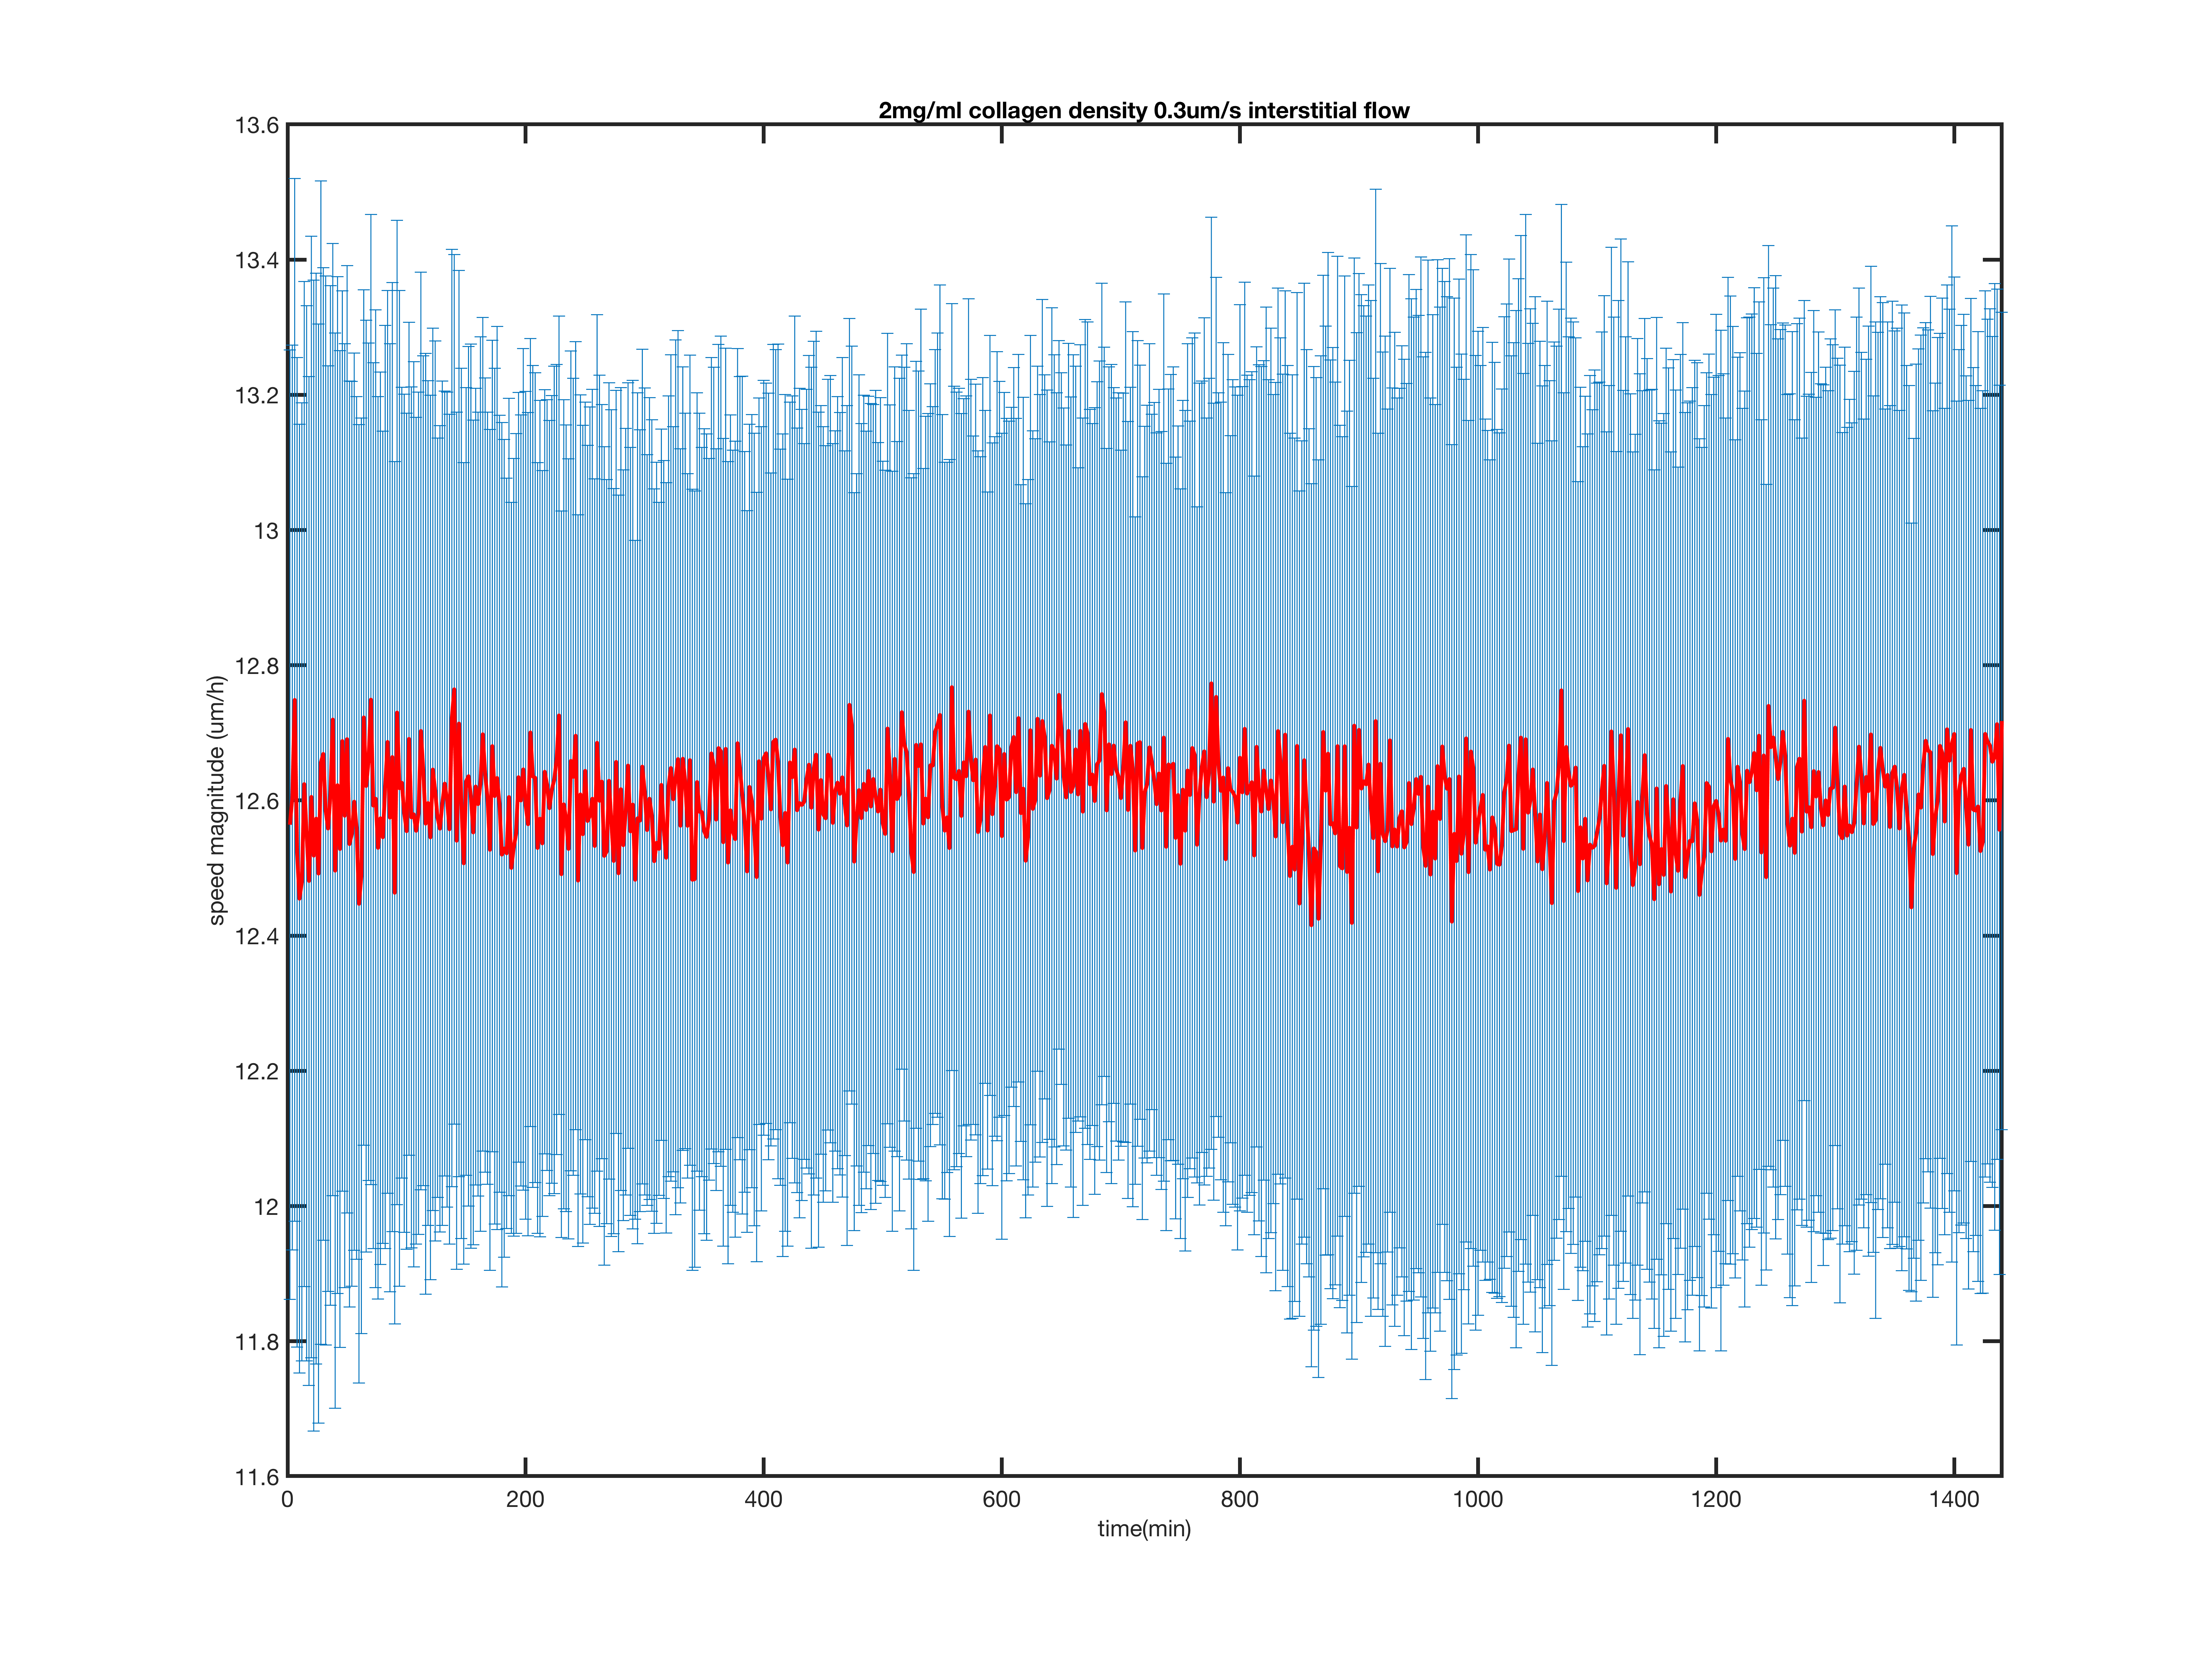 2mg/ml collagen density 0.3um/s interstitial flow
13.6
13.4
13.2
13
12.8
12.6
12.4
12.2
12
11.8
11.6
speed magnitude (um/h)
0 200 400 600 800 1000 1200 1400
time(min)